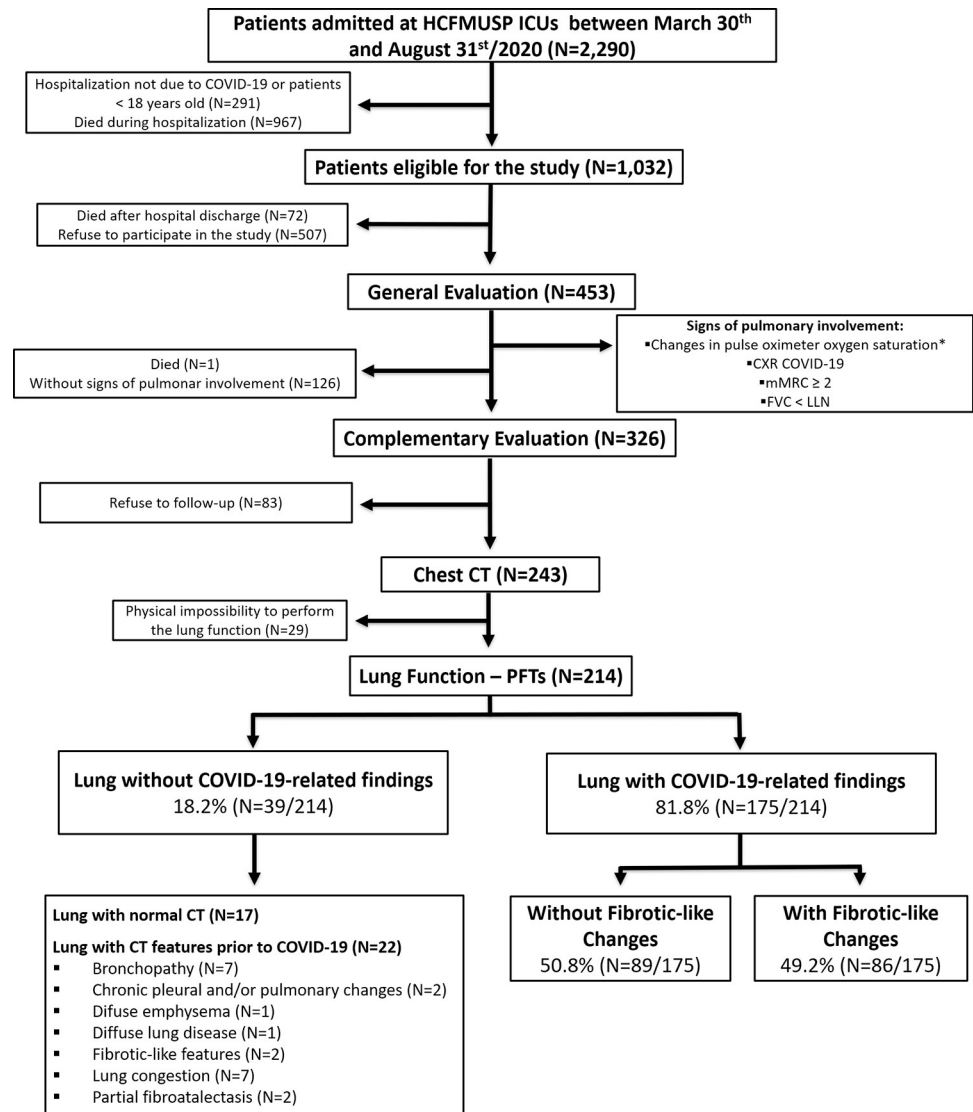 Patients admitted at HCFMUSP ICUs between March 30th
and August 31st/2020 (N=2,290)
Hospitalization not due to COVID-19 or patients
< 18 years old (N=291)
Died during hospitalization (N=967)
Patients eligible for the study (N=1,032)
Died after hospital discharge (N=72)
Refuse to participate in the study (N=507)
General Evaluation (N=453)
Signs of pulmonary involvement:
▪Changes in pulse oximeter oxygen saturation*
▪CXR COVID-19
▪mMRC ≥ 2
▪FVC < LLN
Died (N=1)
Without signs of pulmonar involvement (N=126)
Complementary Evaluation (N=326)
Refuse to follow-up (N=83)
Chest CT (N=243)
Physical impossibility to perform
the lung function (N=29)
Lung Function – PFTs (N=214)
Lung without COVID-19-related findings
18.2% (N=39/214)
Lung with COVID-19-related findings
81.8% (N=175/214)
Lung with normal CT (N=17)
Lung with CT features prior to COVID-19 (N=22)
▪ Bronchopathy (N=7)
▪ Chronic pleural and/or pulmonary changes (N=2)
▪ Difuse emphysema (N=1)
▪ Diffuse lung disease (N=1)
▪ Fibrotic-like features (N=2)
▪ Lung congestion (N=7)
▪ Partial fibroatalectasis (N=2)
Without Fibrotic-like
Changes
50.8% (N=89/175)
With Fibrotic-like
Changes
49.2% (N=86/175)